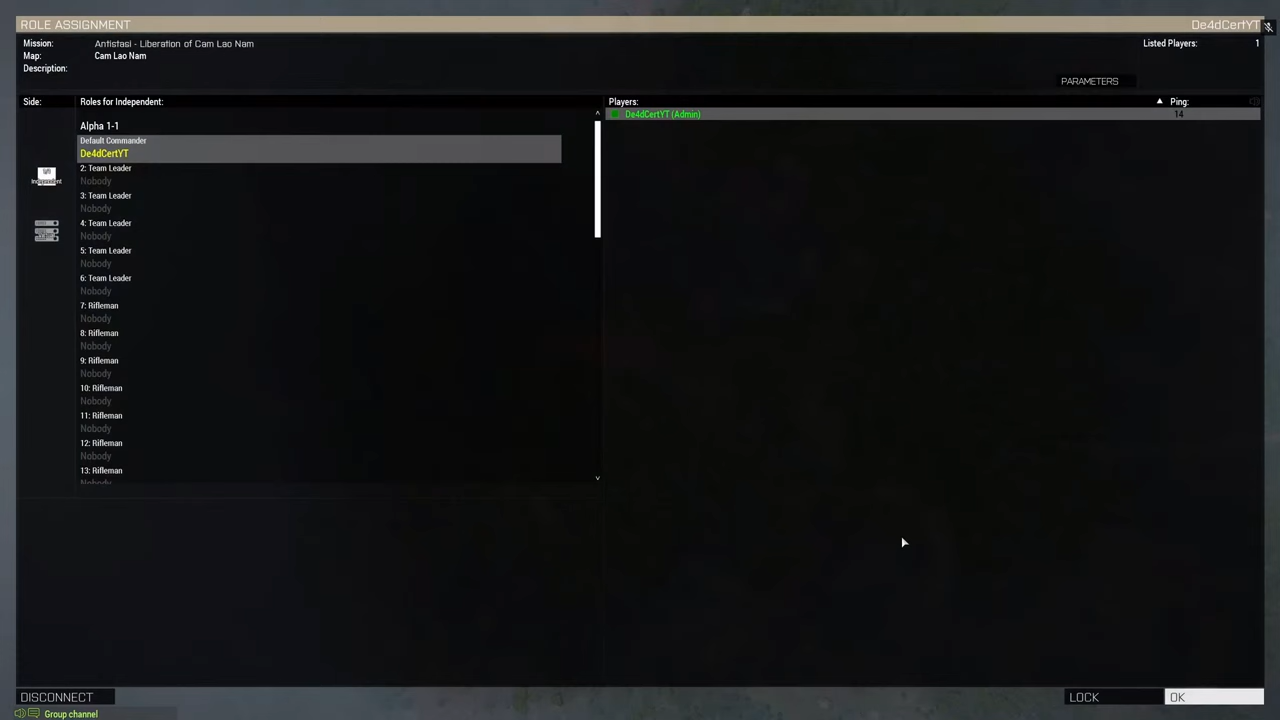 ROLE ASSIGNMENT
De4dCertYT
Mission: Antistasi - Liberation of Cam Lao Nam
Listed Players: 1
Map: Cam Lao Nam
Description:
PARAMETERS
Side:
Roles for Independent:
Players:
Ping:
Alpha 1-1
De4dCertYT (Admin)
14
Default Commander
De4dCertYT
Independent
2: Team Leader
Nobody
3: Team Leader
Nobody
4: Team Leader
Nobody
5: Team Leader
Nobody
6: Team Leader
Nobody
7: Rifleman
Nobody
8: Rifleman
Nobody
9: Rifleman
Nobody
10: Rifleman
Nobody
11: Rifleman
Nobody
12: Rifleman
Nobody
13: Rifleman
Nobody
DISCONNECT
LOCK
OK
Group channel